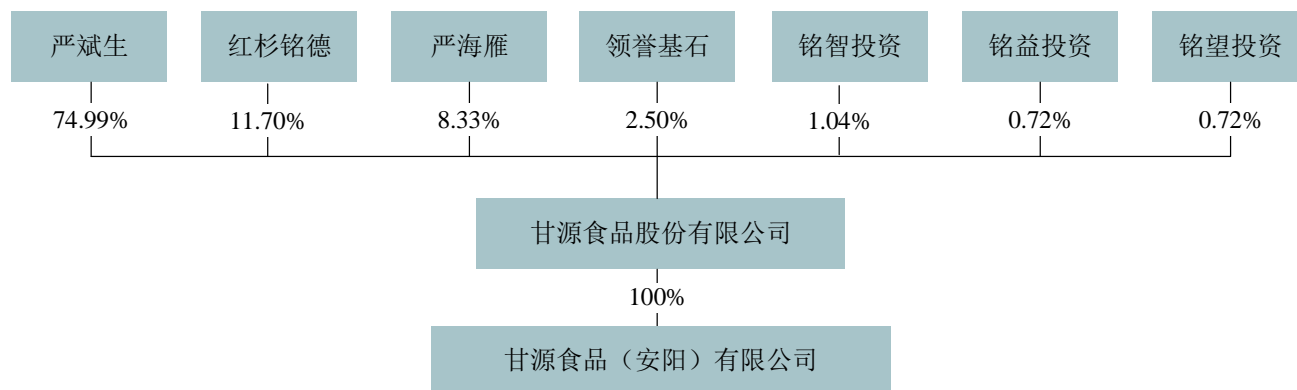 严斌生 红杉铭德 严海雁 领誉基石 铭智投资 铭益投资 铭望投资
74.99% 11.70% 8.33% 2.50% 1.04% 0.72% 0.72%
甘源食品股份有限公司
100%
甘源食品（安阳）有限公司